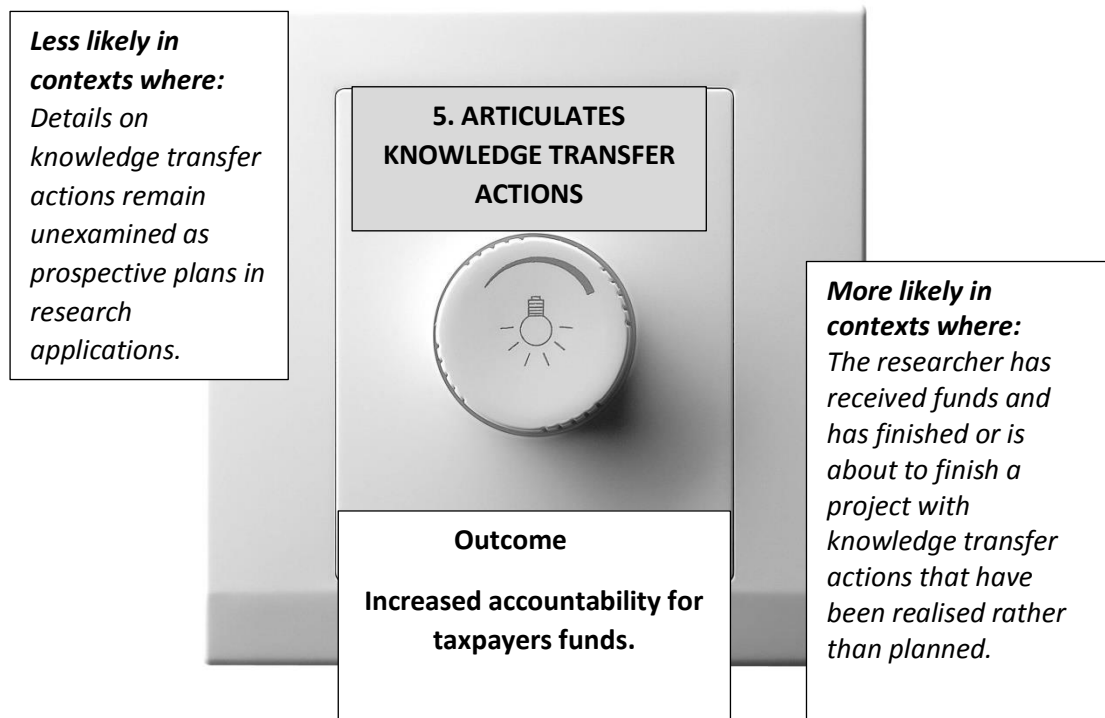 Less likely in
contexts where:
Details on
knowledge transfer
actions remain
unexamined as
prospective plans in
research
applications.
5. ARTICULATES
KNOWLEDGE TRANSFER
ACTIONS
More likely in
contexts where:
The researcher has
received funds and
has finished or is
about to finish a
project with
knowledge transfer
actions that have
been realised rather
than planned.
Outcome
Increased accountability for
taxpayers funds.